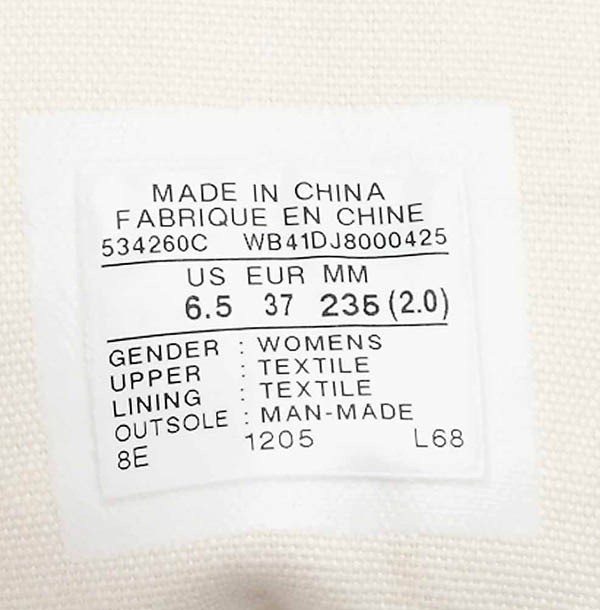 MADE IN CHINA
FABRIQUE EN CHINE
534260C WB41DJ8000425
US EUR MM
6.5 37 235 (2.0)
GENDER : WOMENS
UPPER : TEXTILE
LINING : TEXTILE
OUTSOLE : MAN-MADE
8E 1205 L68